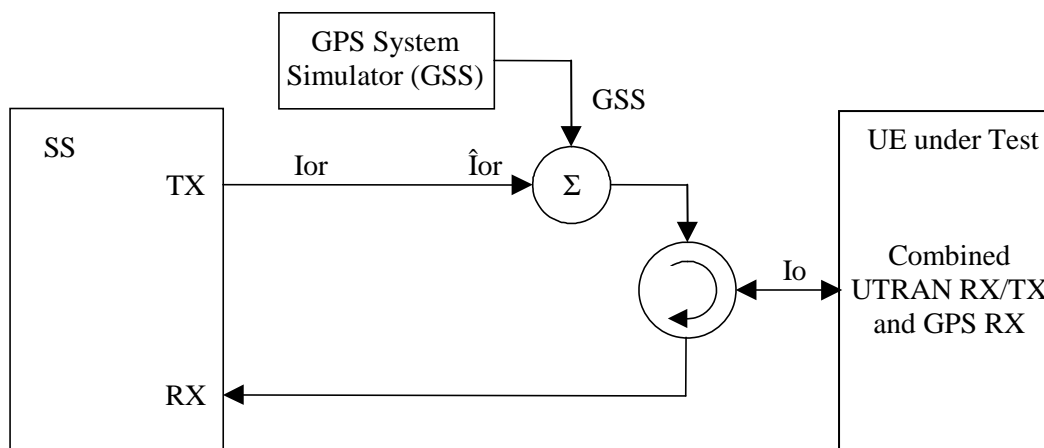 GPS System
Simulator (GSS)
GSS
SS
UE under Test
Ior
Îor
TX
Σ
Combined
Io
UTRAN RX/TX
and GPS RX
RX